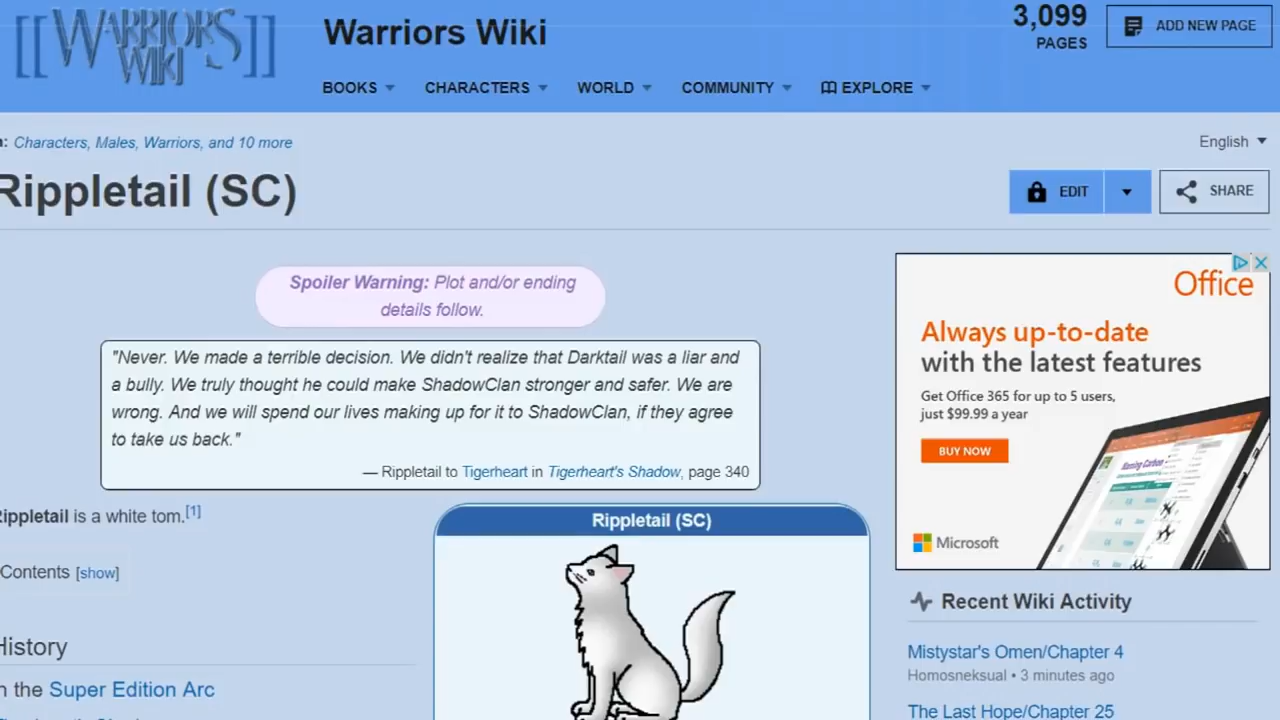 [[WARRIORS WIKI]]
Warriors Wiki
3,099
PAGES
ADD NEW PAGE
BOOKS
CHARACTERS
WORLD
COMMUNITY
EXPLORE
: Characters, Males, Warriors, and 10 more
English
Rippletail (SC)
EDIT
SHARE
Spoiler Warning: Plot and/or ending
details follow.
"Never. We made a terrible decision. We didn't realize that Darktail was a liar and
a bully. We truly thought he could make ShadowClan stronger and safer. We are
wrong. And we will spend our lives making up for it to ShadowClan, if they agree
to take us back."
— Rippletail to Tigerheart in Tigerheart's Shadow, page 340
Rippletail is a white tom.[1]
Contents [show]
History
n the Super Edition Arc
Rippletail (SC)
Office
Always up-to-date
with the latest features
Get Office 365 for up to 5 users,
just $99.99 a year
BUY NOW
Microsoft
Recent Wiki Activity
Mistystar's Omen/Chapter 4
Homosneksual • 3 minutes ago
The Last Hope/Chapter 25